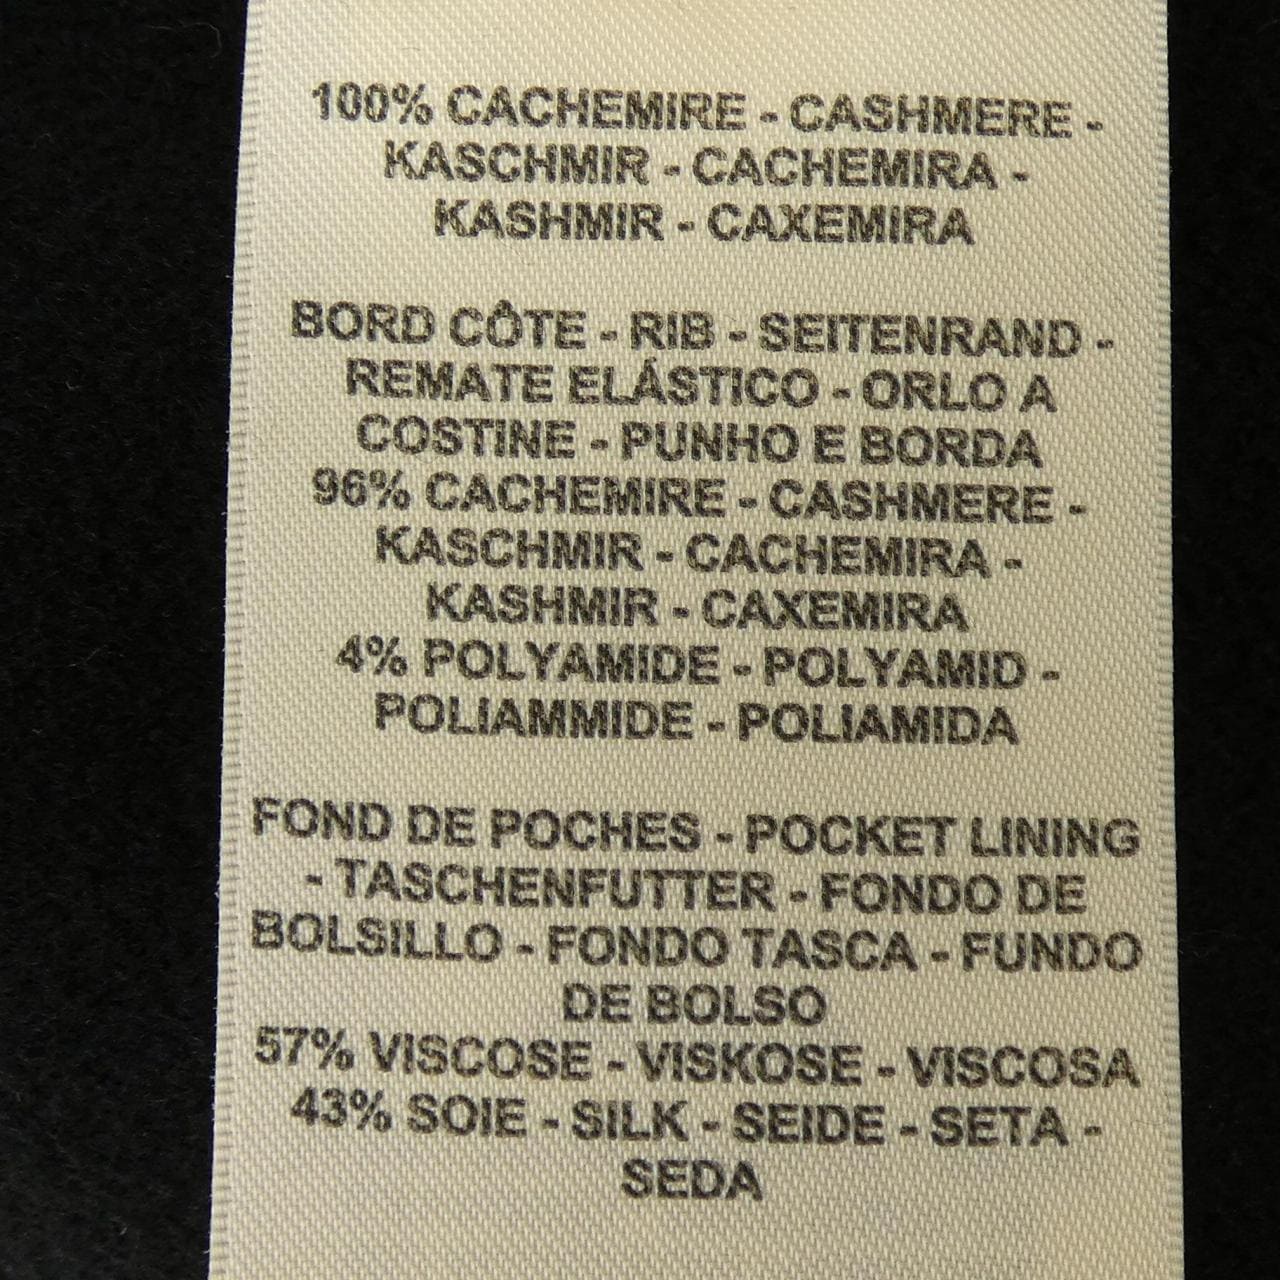 100% CACHEMIRE - CASHMERE -
KASCHMIR - CACHEMIRA -
KASHMIR - CAXEMIRA
BORD CÔTE - RIB - SEITENRAND -
REMATE ELÁSTICO - ORLO A
COSTINE - PUNHO E BORDA
96% CACHEMIRE - CASHMERE -
KASCHMIR - CACHEMIRA -
KASHMIR - CAXEMIRA
4% POLYAMIDE - POLYAMID -
POLIAMMIDE - POLIAMIDA
FOND DE POCHES - POCKET LINING
- TASCHENFUTTER - FONDO DE
BOLSILLO - FONDO TASCA - FUNDO
DE BOLSO
57% VISCOSE - VISKOSE - VISCOSA
43% SOIE - SILK - SEIDE - SETA -
SEDA